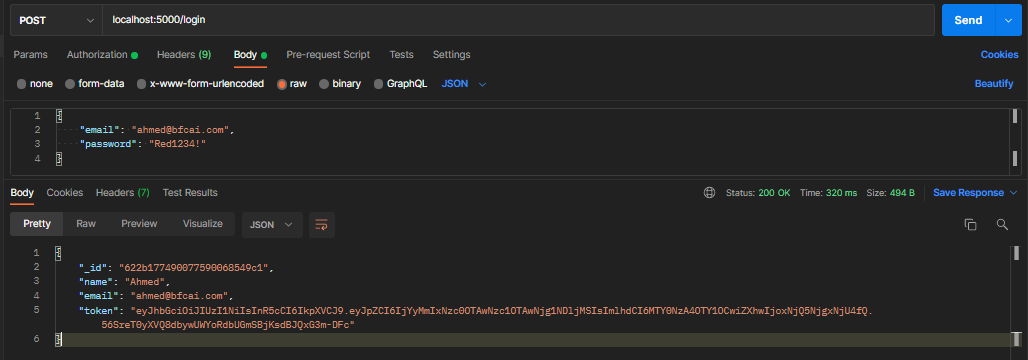 POST localhost:5000/login Send
Params Authorization Headers (9) Body Pre-request Script Tests Settings Cookies
none form-data x-www-form-urlencoded raw binary GraphQL JSON Beautify
1 {
2 "email": "ahmed@bfcai.com",
3 "password": "Red1234!"
4 }
Body Cookies Headers (7) Test Results Status: 200 OK Time: 320 ms Size: 494 B Save Response
Pretty Raw Preview Visualize JSON
1 {
2 "_id": "622b177490077590068549c1",
3 "name": "Ahmed",
4 "email": "ahmed@bfcai.com",
5 "token": "eyJhbGciOiJIUzI1NiIsInR5cCI6IkpXVCJ9.eyJpZCI6IjYyMmIxNzc0OTAwNzc1OTAwNjg1NDljMSIsImlhdCI6MTY0NzA4OTY1OCwiZXhwIjoxNjQ5NjgxNjU4fQ.
56SreT0yXVQ8dbywUWYoRdbUGmSBjKsdBJQxG3m-DFc"
6 }